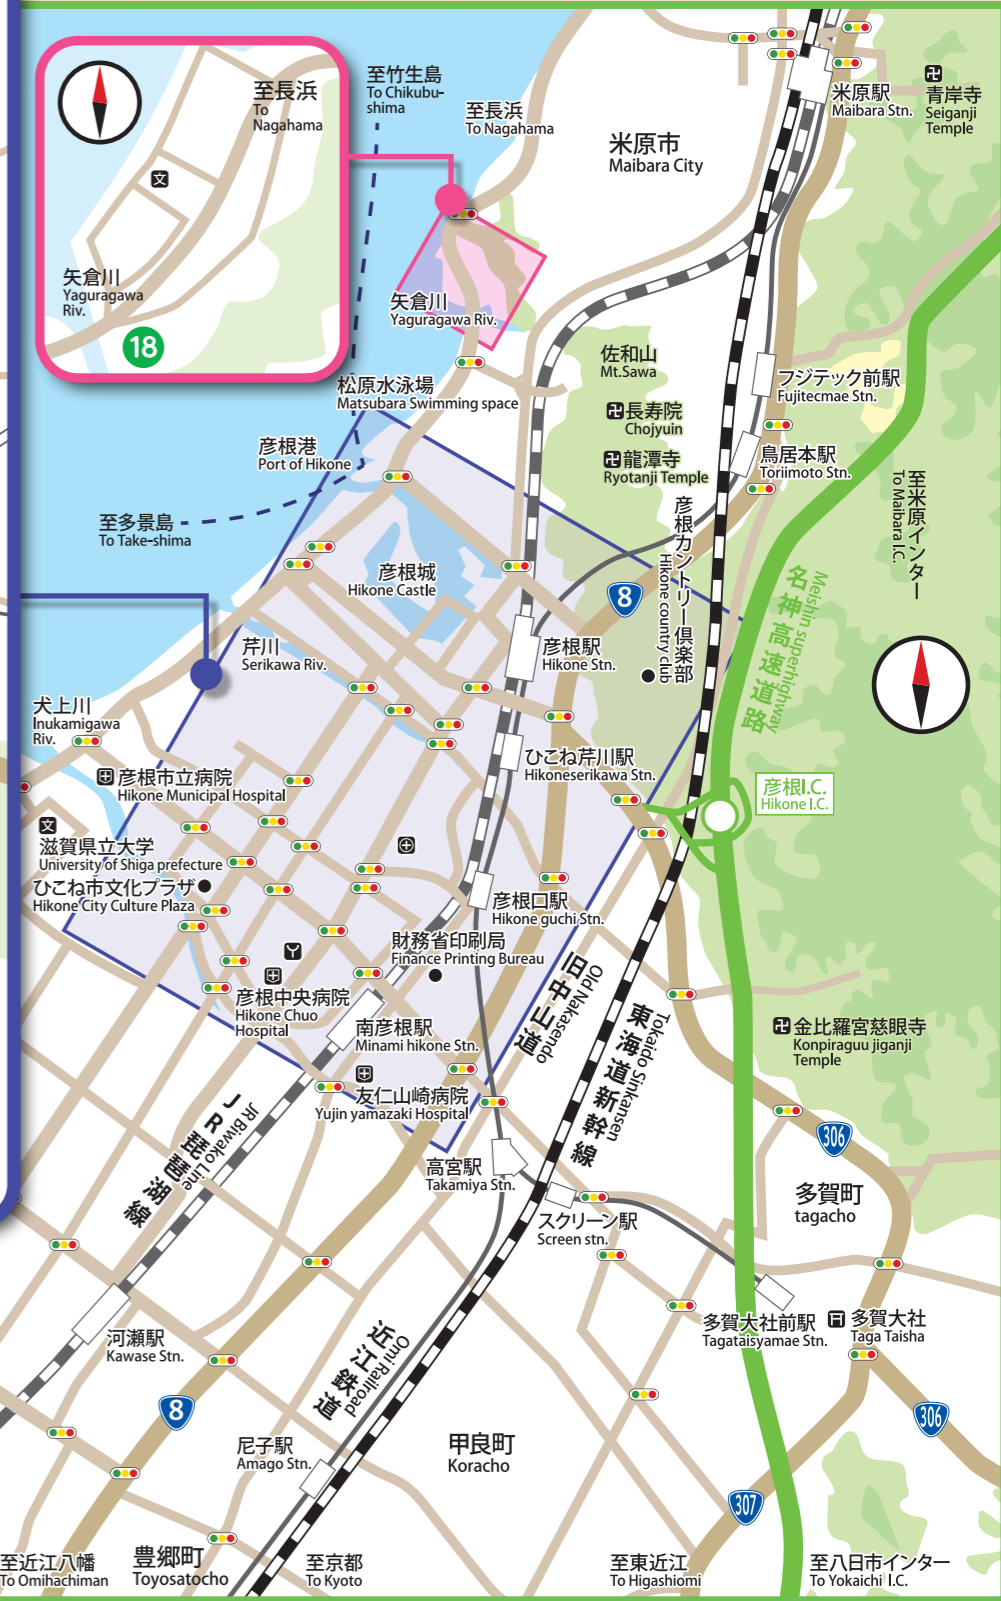 至長浜
To
Nagahama
文
矢倉川
Yaguragawa
Riv.
18
至竹生島
To Chikubu-
shima
至長浜
To Nagahama
米原市
Maibara City
米原駅
Maibara Stn.
青岸寺
Seiganji
Temple
矢倉川
Yaguragawa Riv.
佐和山
Mt.Sawa
フジテック前駅
Fujitecmae Stn.
松原水泳場
Matsubara Swimming space
長寿院
Chojyuin
彦根港
Port of Hikone
龍潭寺
Ryotanji Temple
鳥居本駅
Toriimoto Stn.
至米原インター
To Maibara I.C.
至多景島
To Take-shima
彦根カントリー倶楽部
Hikone country club
彦根城
Hikone Castle
8
名神高速道路
Meishin superhighway
芹川
Serikawa Riv.
彦根駅
Hikone Stn.
犬上川
Inukamigawa
Riv.
ひこね芹川駅
Hikoneserikawa Stn.
彦根市立病院
Hikone Municipal Hospital
彦根I.C.
Hikone I.C.
文
滋賀県立大学
University of Shiga prefecture
ひこね市文化プラザ
Hikone City Culture Plaza
彦根口駅
Hikone guchi Stn.
財務省印刷局
Finance Printing Bureau
Y
彦根中央病院
Hikone Chuo
Hospital
旧中山道
Old Nakasendo
南彦根駅
Minami hikone Stn.
東海道新幹線
Tokaido Sinkansen
金比羅宮慈眼寺
Konpiraguu jiganji
Temple
友仁山崎病院
Yujin yamazaki Hospital
JR琵琶湖線
JR Biwako Line
306
高宮駅
Takamiya Stn.
多賀町
tagacho
スクリーン駅
Screen stn.
河瀬駅
Kawase Stn.
多賀大社前駅
Tagataisyamae Stn.
多賀大社
Taga Taisha
近江鉄道
Omi Railroad
8
306
尼子駅
Amago Stn.
甲良町
Koracho
307
至近江八幡
To Omihachiman
豊郷町
Toyosatocho
至京都
To Kyoto
至東近江
To Higashiomi
至八日市インター
To Yokaichi I.C.